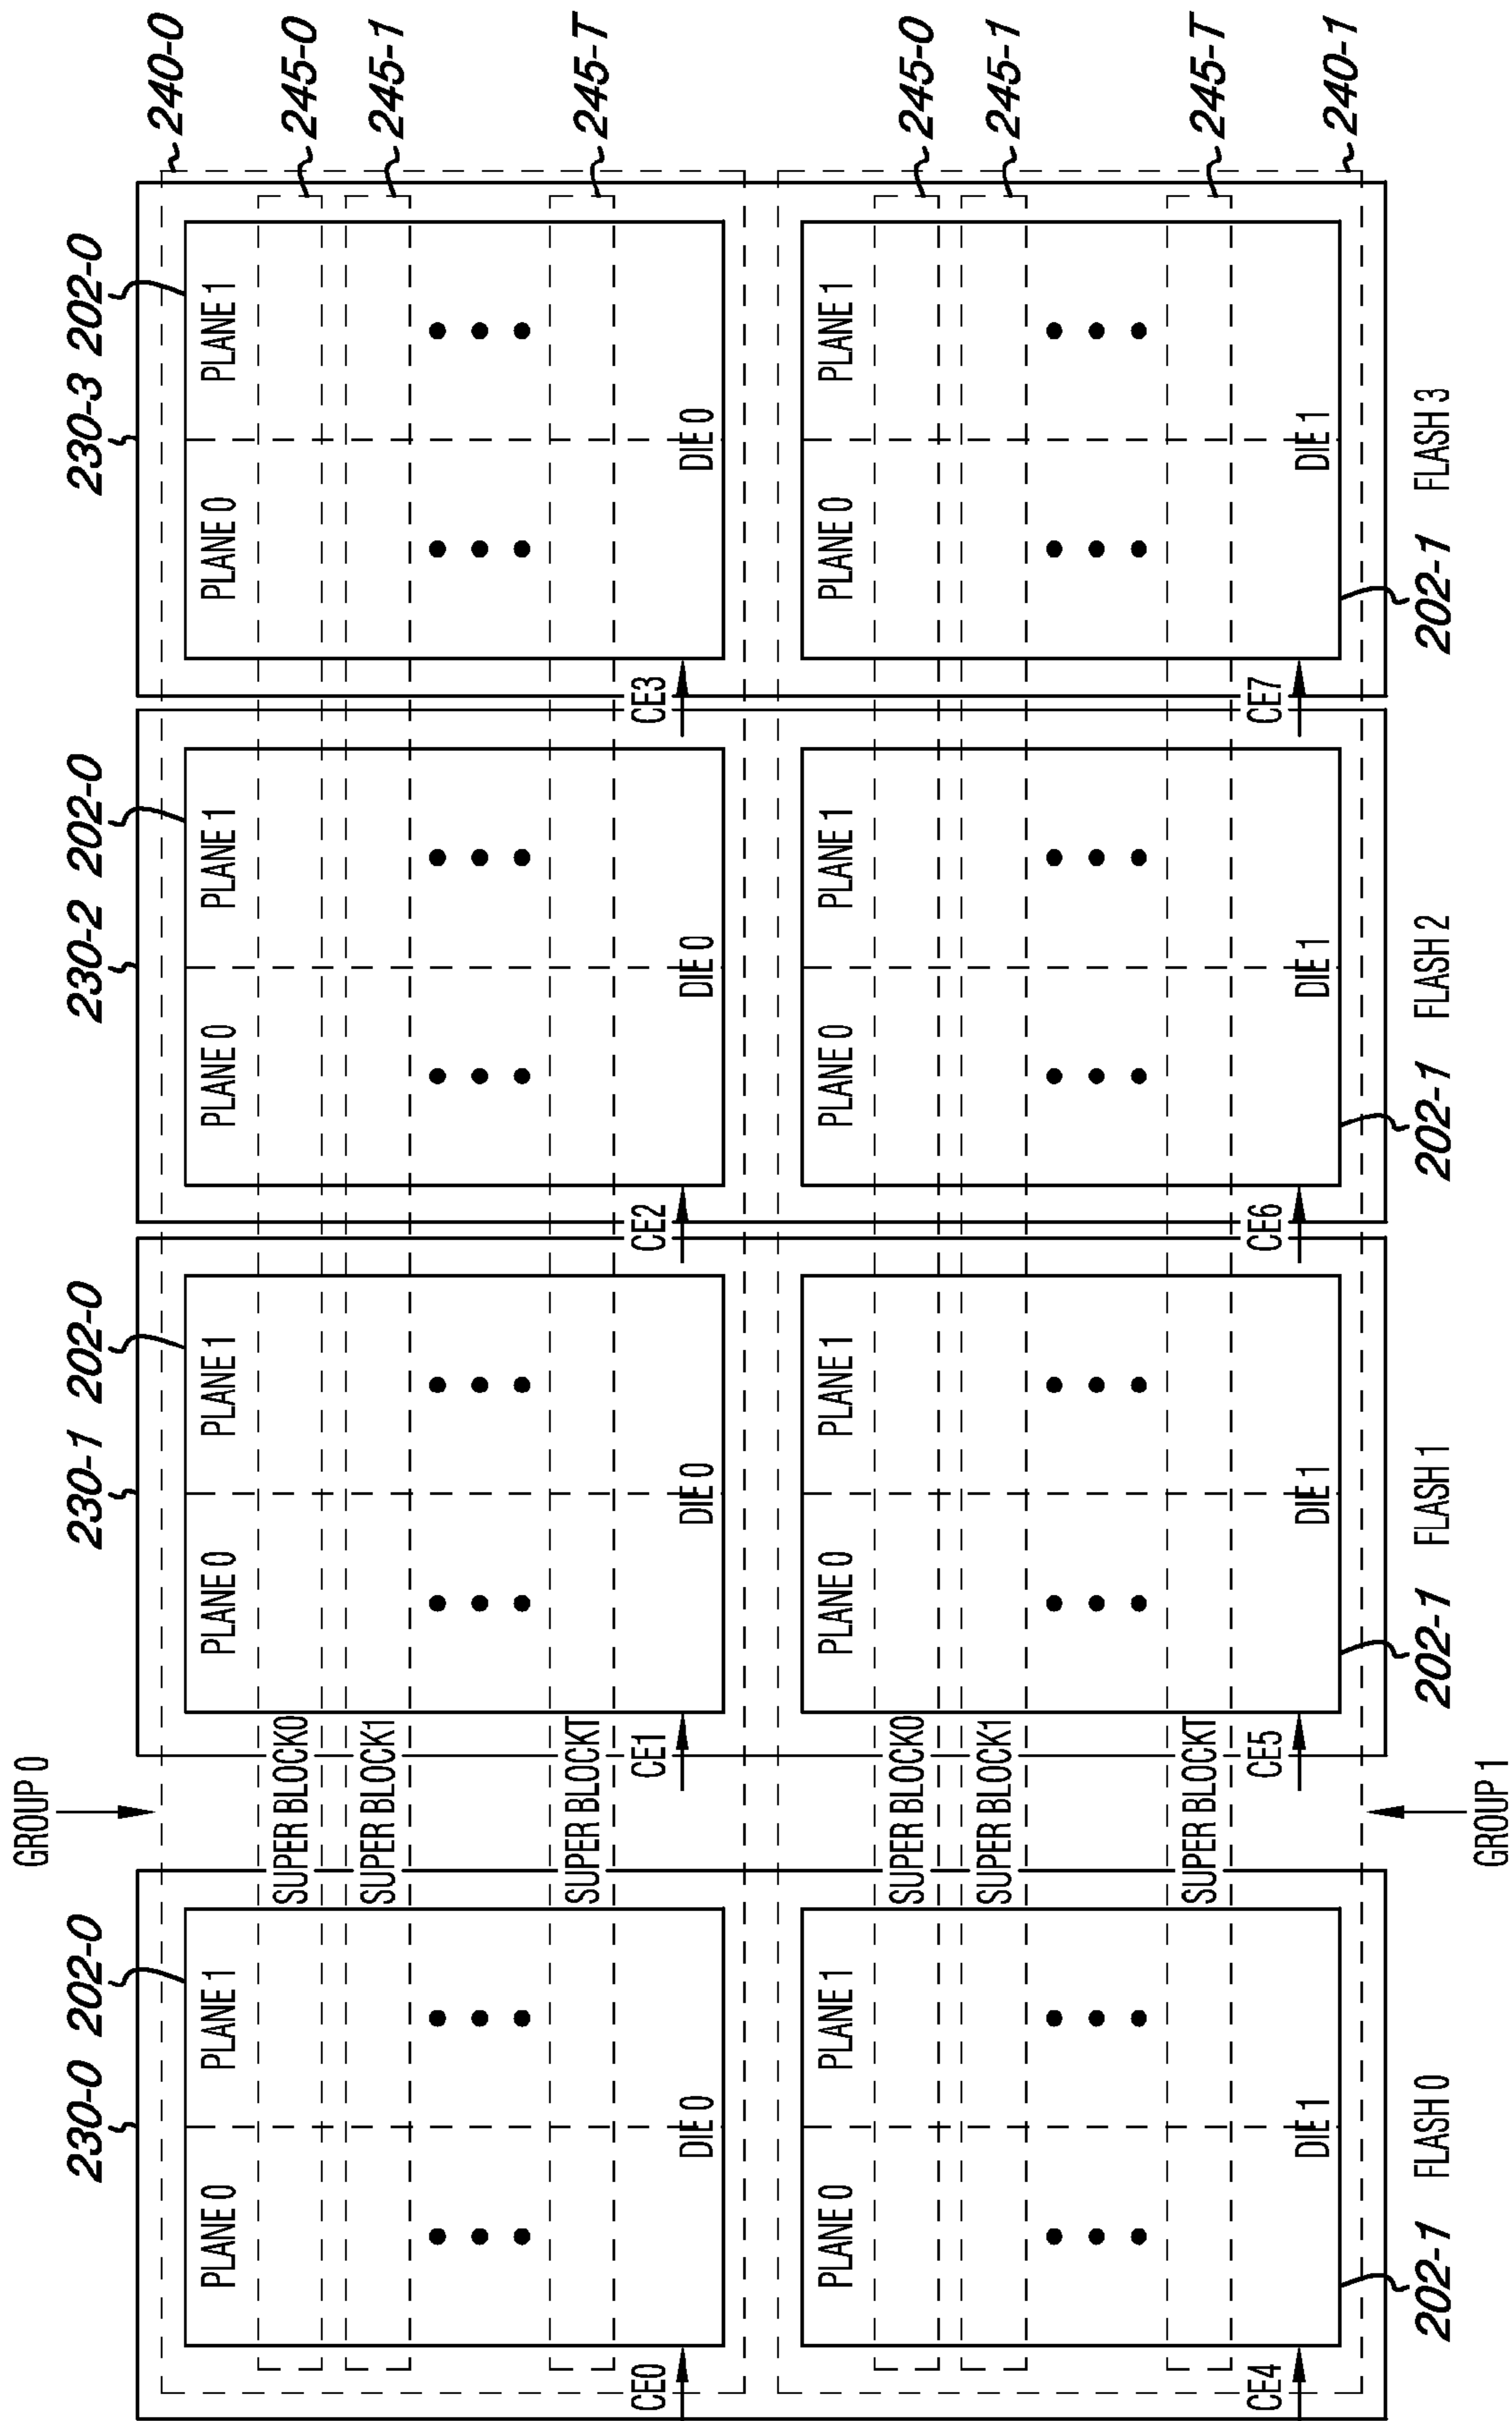 GROUP 0
230-0 202-0 230-1 202-0 230-2 202-0 230-3 202-0
240-0
PLANE 0 PLANE 1 PLANE 0 PLANE 1 PLANE 0 PLANE 1 PLANE 0 PLANE 1
SUPER BLOCK0
245-0
SUPER BLOCK1
245-1
SUPER BLOCKT
245-T
CE0 CE1 CE2 CE3
DIE 0 DIE 0 DIE 0 DIE 0
PLANE 0 PLANE 1 PLANE 0 PLANE 1 PLANE 0 PLANE 1 PLANE 0 PLANE 1
SUPER BLOCK0
245-0
SUPER BLOCK1
245-1
SUPER BLOCKT
245-T
CE4 CE5 CE6 CE7
DIE 1 DIE 1 DIE 1 DIE 1
240-1
202-1 FLASH 0 202-1 FLASH 1 202-1 FLASH 2 202-1 FLASH 3
GROUP 1